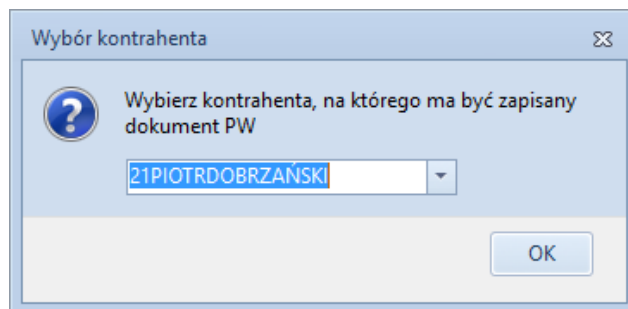 Wybór kontrahenta
Wybierz kontrahenta, na którego ma być zapisany
dokument PW
21PIOTRDOBRZAŃSKI
OK